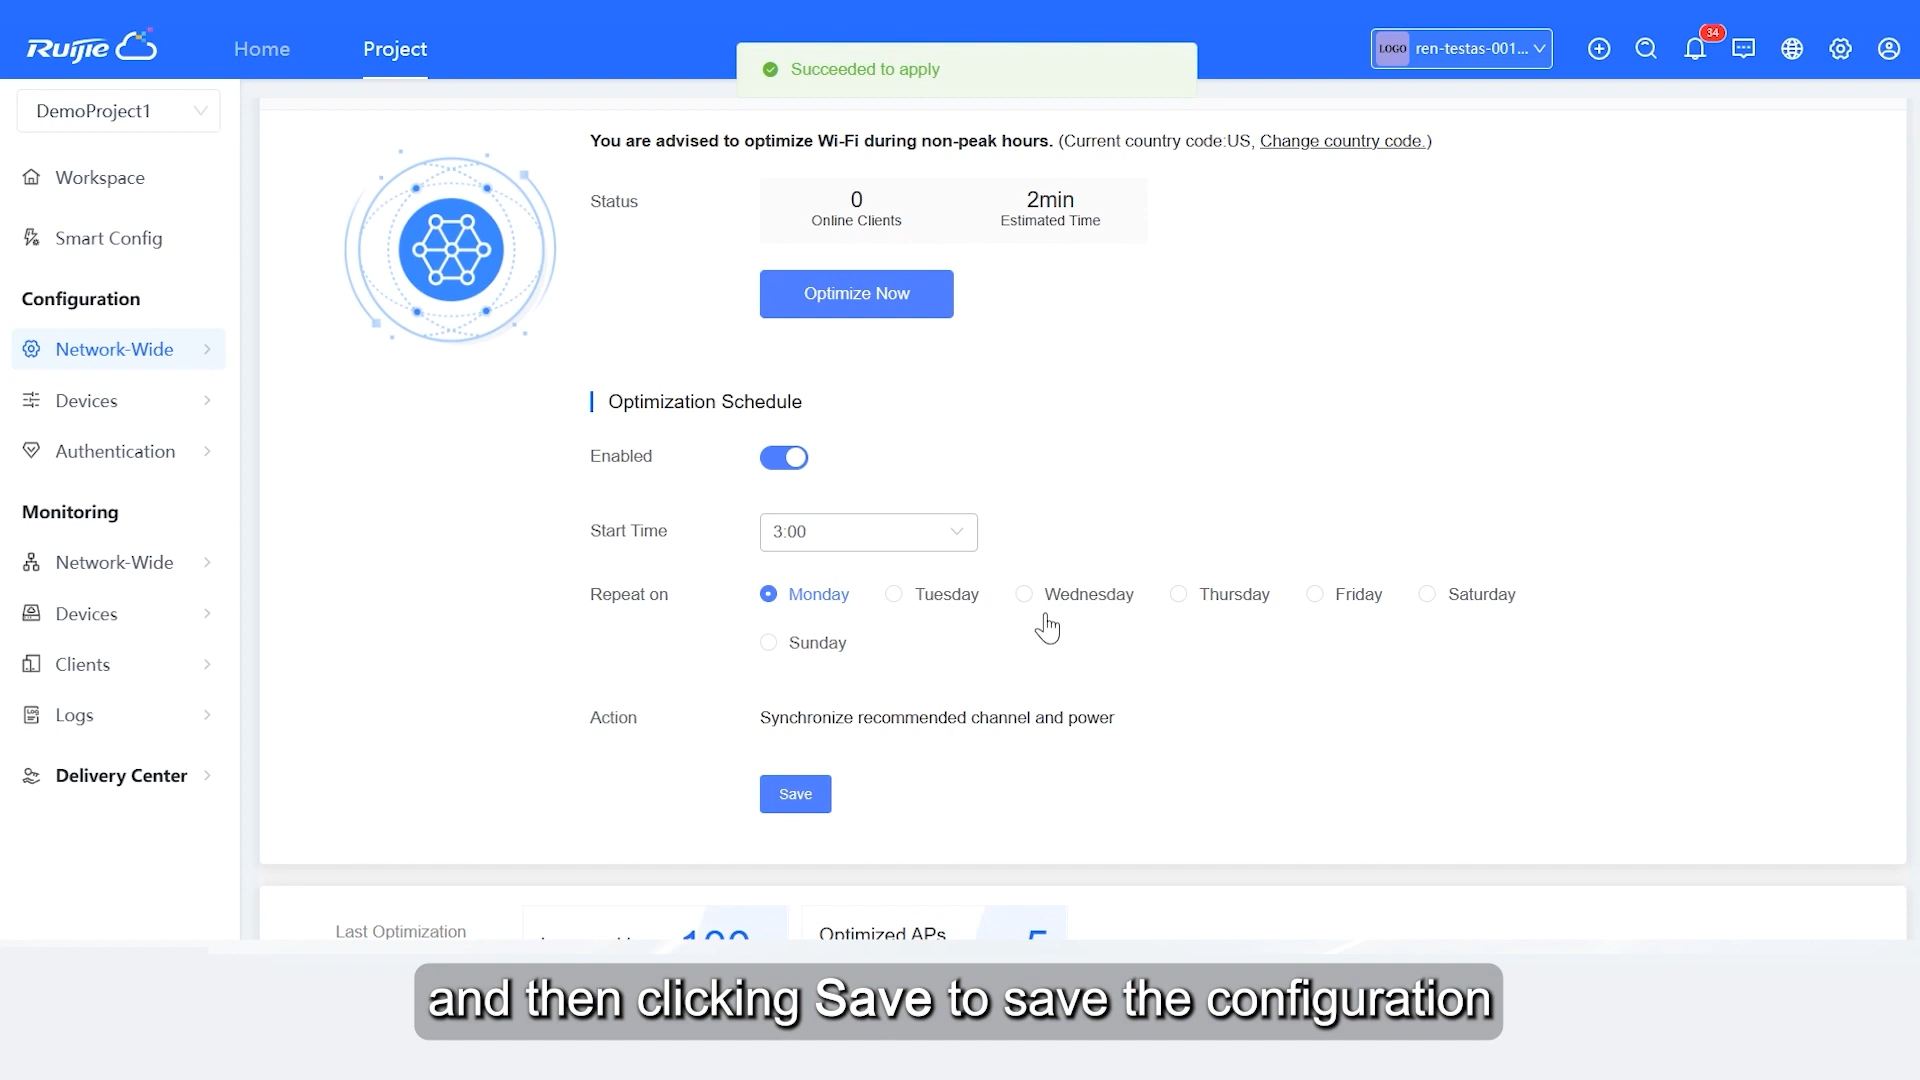 Ruijie
Home
Project
Succeeded to apply
LOGO
ren-testas-001...
34
DemoProject1
Workspace
Smart Config
Configuration
Network-Wide
Devices
Authentication
Monitoring
Network-Wide
Devices
Clients
LOG
Logs
Delivery Center
You are advised to optimize Wi-Fi during non-peak hours. (Current country code:US, Change country code.)
Status
0
Online Clients
2min
Estimated Time
Optimize Now
Optimization Schedule
Enabled
Start Time
3:00
Repeat on
Monday
Tuesday
Wednesday
Thursday
Friday
Saturday
Sunday
Action
Synchronize recommended channel and power
Save
Last Optimization
100
Optimized APs
5
and then clicking Save to save the configuration